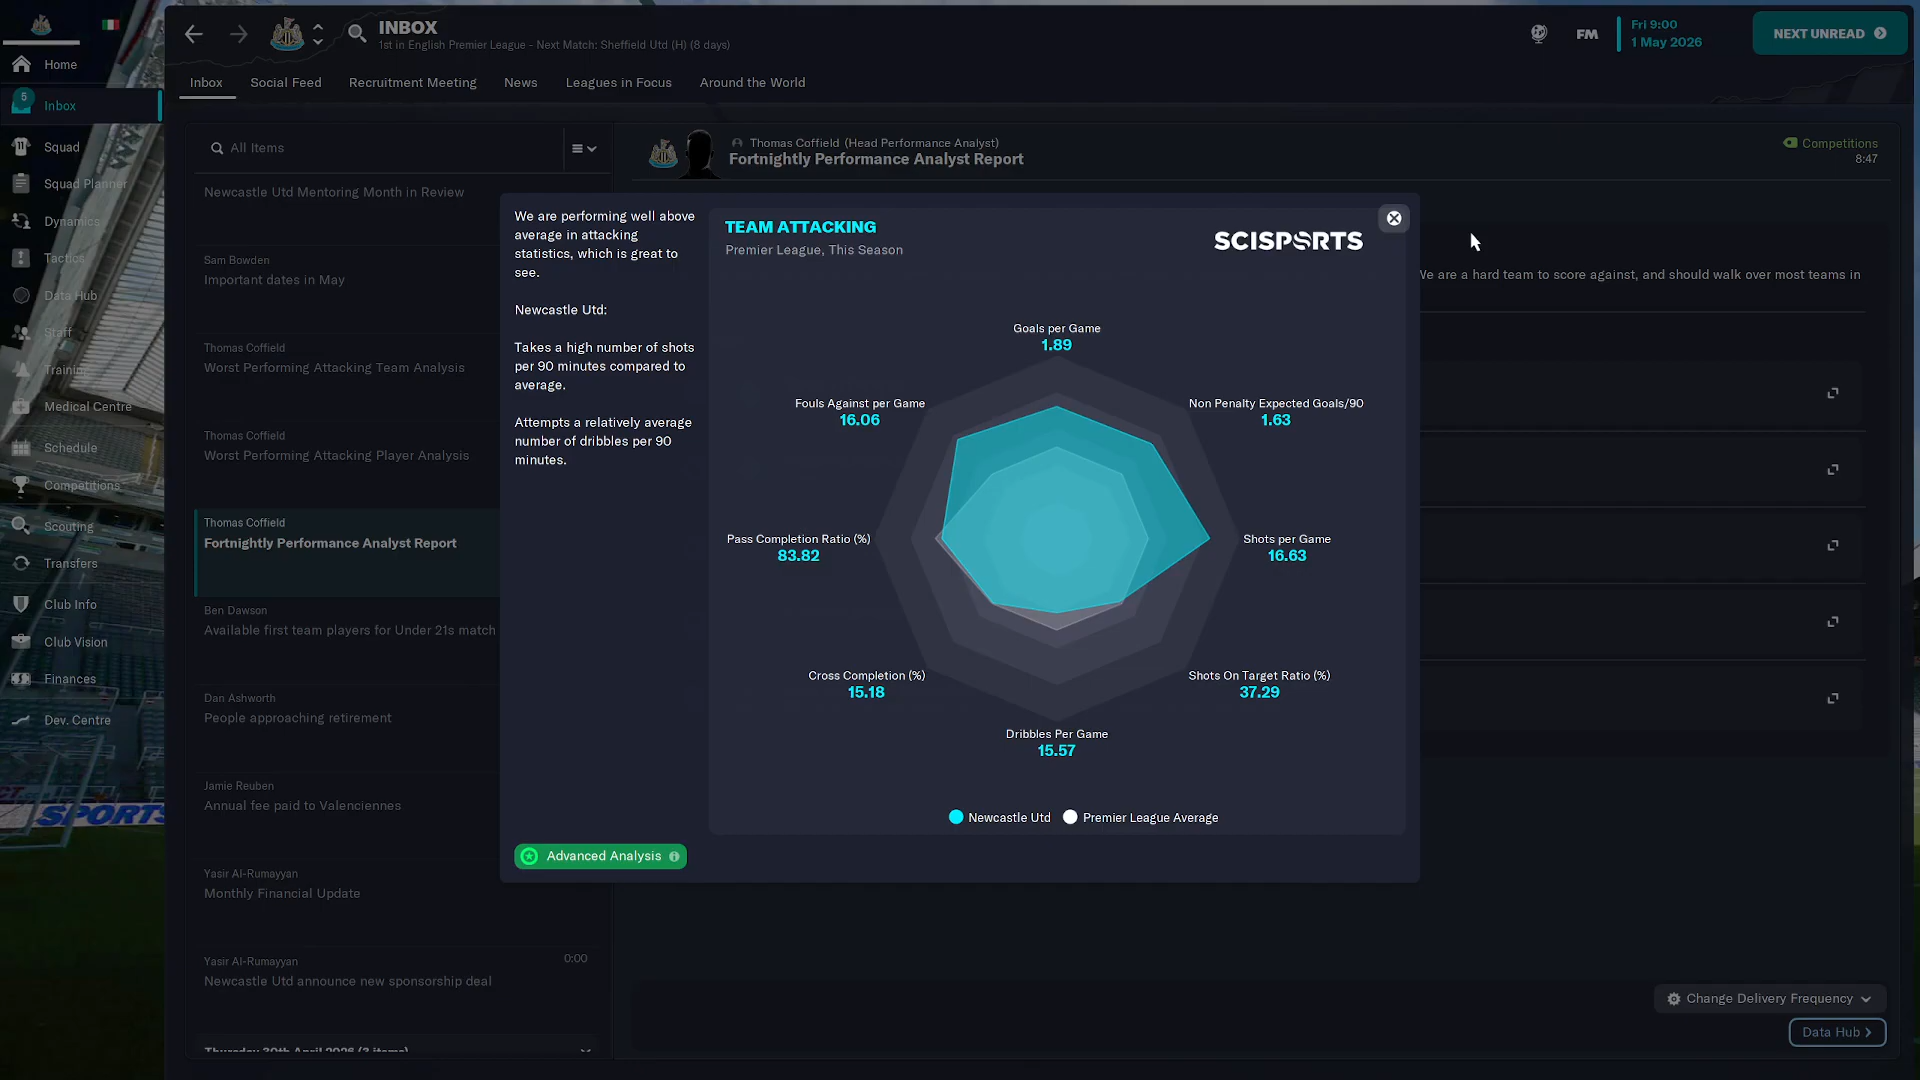 INBOX
1st in English Premier League - Next Match: Sheffield Utd (H) (8 days)
FM
Fri 9:00
1 May 2026
NEXT UNREAD
Home
5
Inbox
Squad
Squad Planner
Dynamics
Tactics
Data Hub
Staff
Training
Medical Centre
Schedule
Competitions
Scouting
Transfers
Club Info
Club Vision
Finances
Dev. Centre
Inbox
Social Feed
Recruitment Meeting
News
Leagues in Focus
Around the World
All Items
Newcastle Utd Mentoring Month in Review
Sam Bowden
Important dates in May
Thomas Coffield
Worst Performing Attacking Team Analysis
Thomas Coffield
Worst Performing Attacking Player Analysis
Thomas Coffield
Fortnightly Performance Analyst Report
Ben Dawson
Available first team players for Under 21s match
Dan Ashworth
People approaching retirement
Jamie Reuben
Annual fee paid to Valenciennes
Yasir Al-Rumayyan
Monthly Financial Update
Yasir Al-Rumayyan
0:00
Newcastle Utd announce new sponsorship deal
Thursday 30th April 2026 (3 items)
Thomas Coffield (Head Performance Analyst)
Fortnightly Performance Analyst Report
Competitions
8:47
We are a hard team to score against, and should walk over most teams in
We are performing well above
average in attacking
statistics, which is great to
see.
Newcastle Utd:
Takes a high number of shots
per 90 minutes compared to
average.
Attempts a relatively average
number of dribbles per 90
minutes.
Advanced Analysis
TEAM ATTACKING
Premier League, This Season
SCISPORTS
Goals per Game
1.89
Non Penalty Expected Goals/90
1.63
Shots per Game
16.63
Shots On Target Ratio (%)
37.29
Dribbles Per Game
15.57
Cross Completion (%)
15.18
Pass Completion Ratio (%)
83.82
Fouls Against per Game
16.06
Newcastle Utd
Premier League Average
Change Delivery Frequency
Data Hub
SPORTS